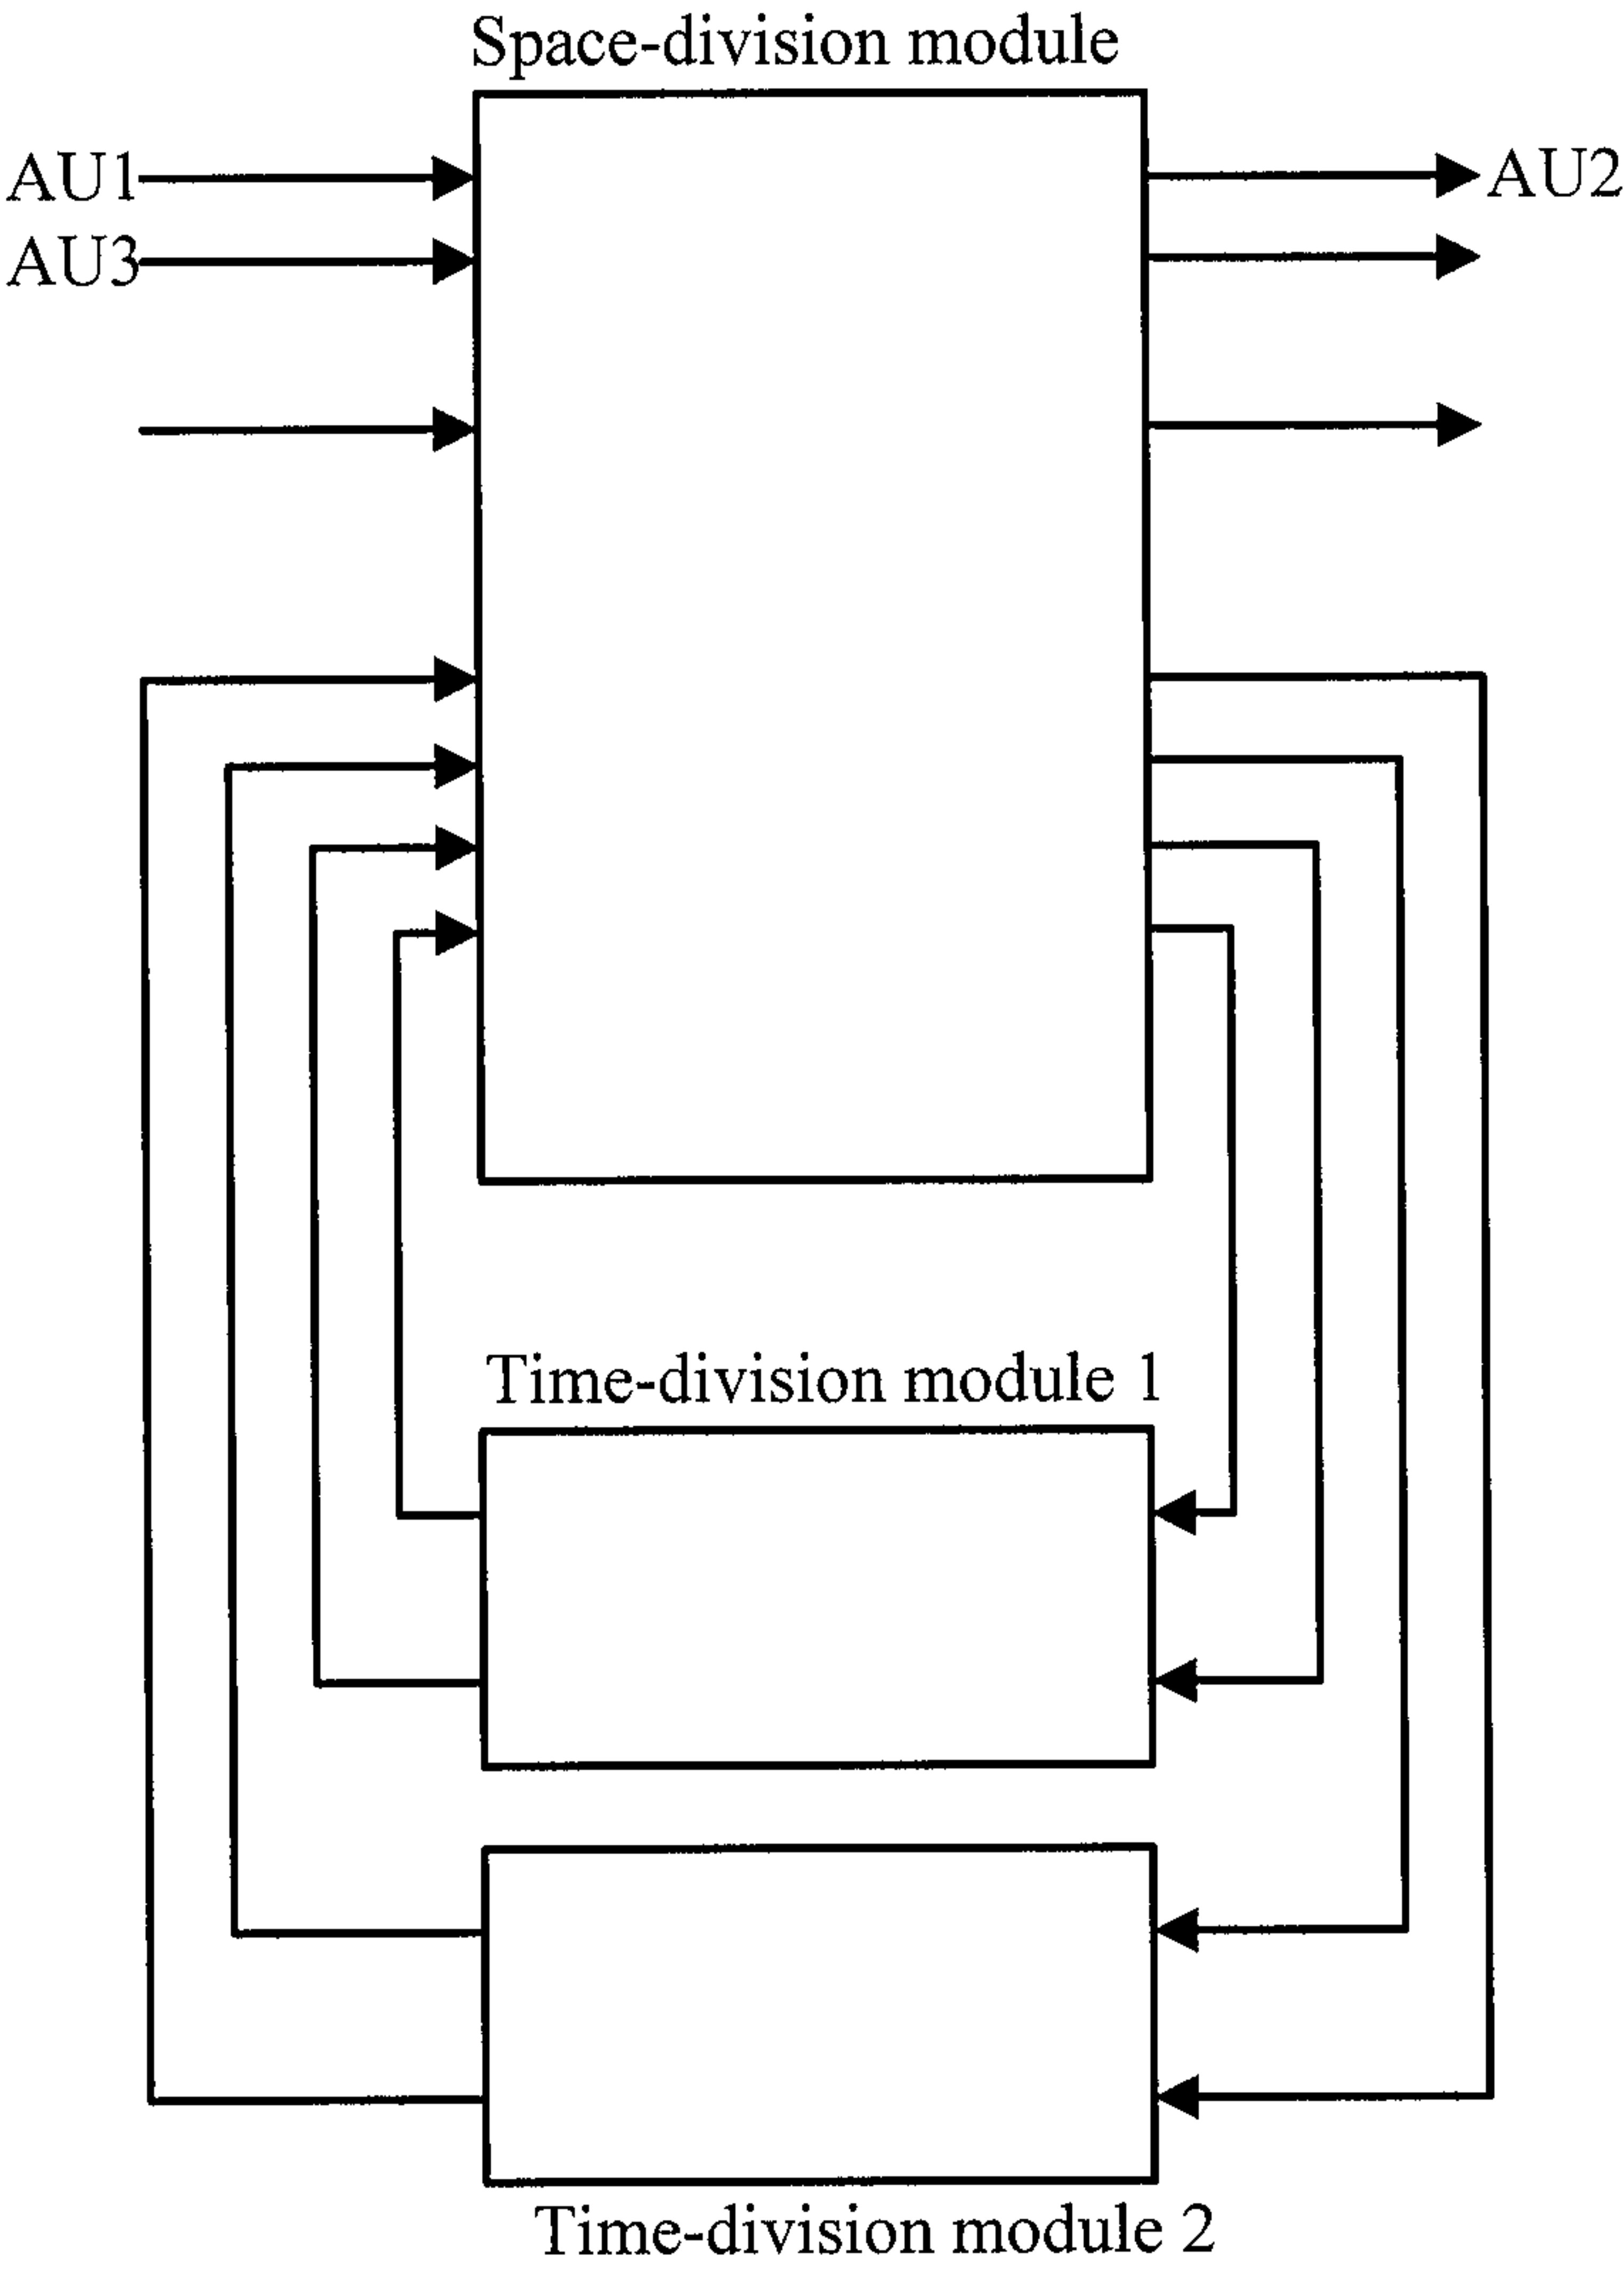 Space-division module
AU1
AU2
AU3
Time-division module 1
Time-division module 2